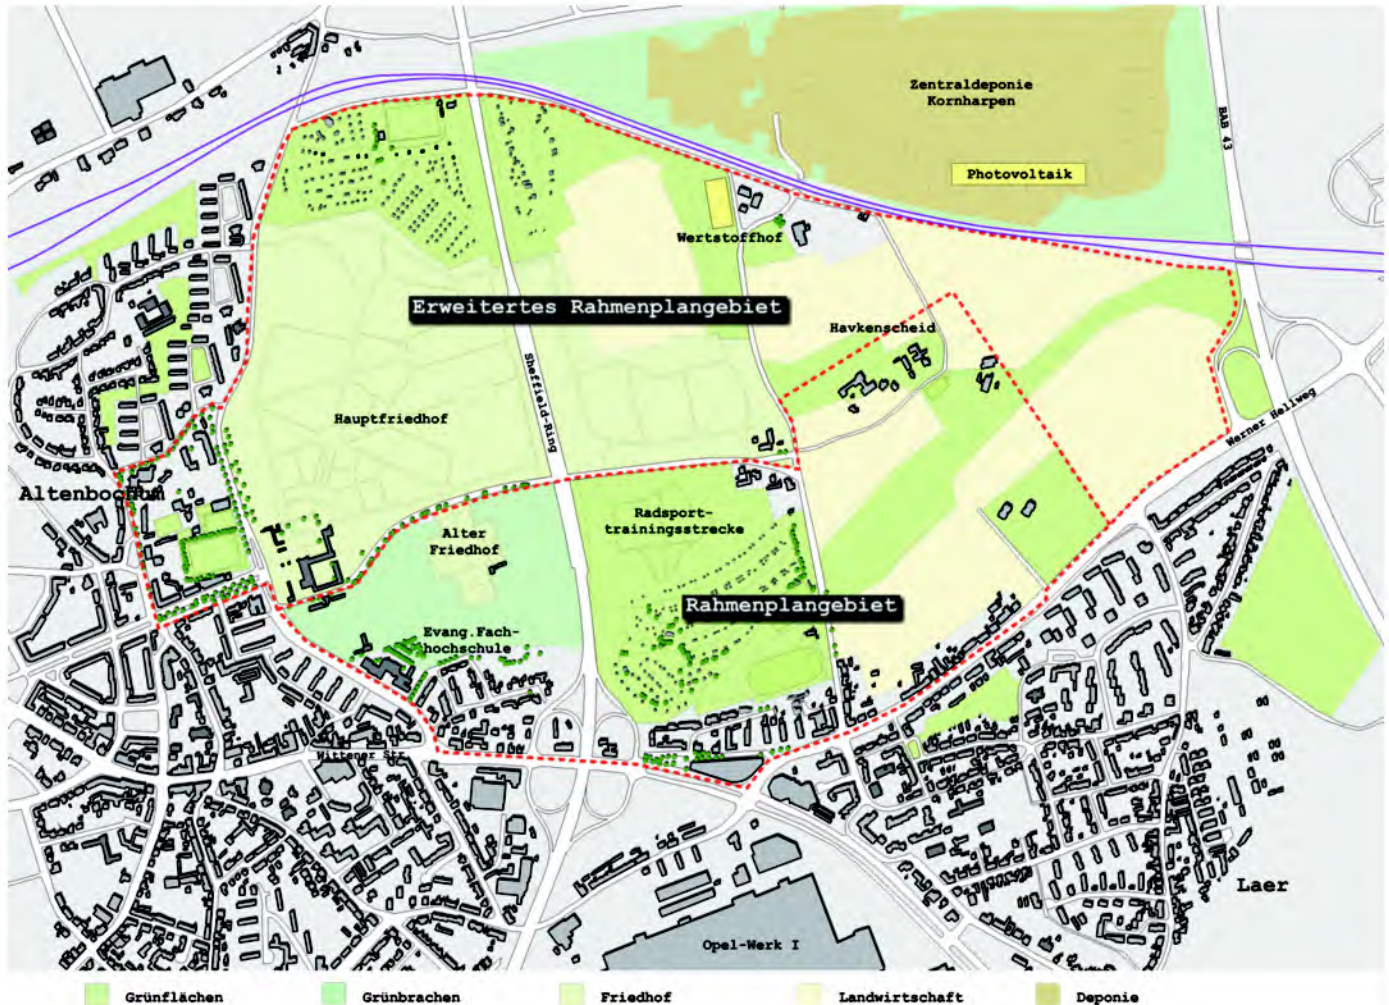 Zentraldeponie
Kornharpen
BAB 43
Photovoltaik
Wertstoffhof
Erweitertes Rahmenplangebiet
Havkenscheid
Sheffield-Ring
Hauptfriedhof
Werner Hellweg
Altenbochum
Radsport-
trainingsstrecke
Alter
Friedhof
Rahmenplangebiet
Evang.Fach-
hochschule
Wittener Str.
Laer
Opel-Werk I
Grünflächen
Grünbrachen
Friedhof
Landwirtschaft
Deponie